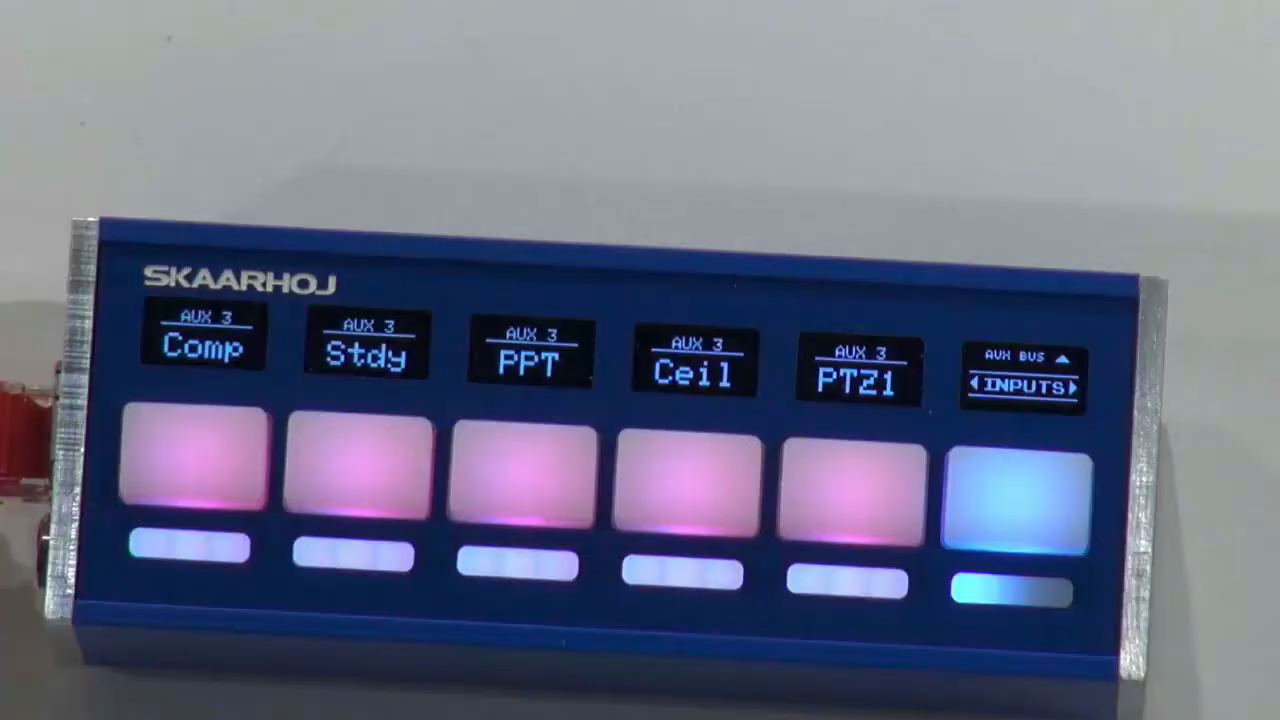 SKAARHOJ
AUX 3
Comp
AUX 3
Stdy
AUX 3
PPT
AUX 3
Ceil
AUX 3
PTZ1
AUX BUS ▲
◀INPUTS▶